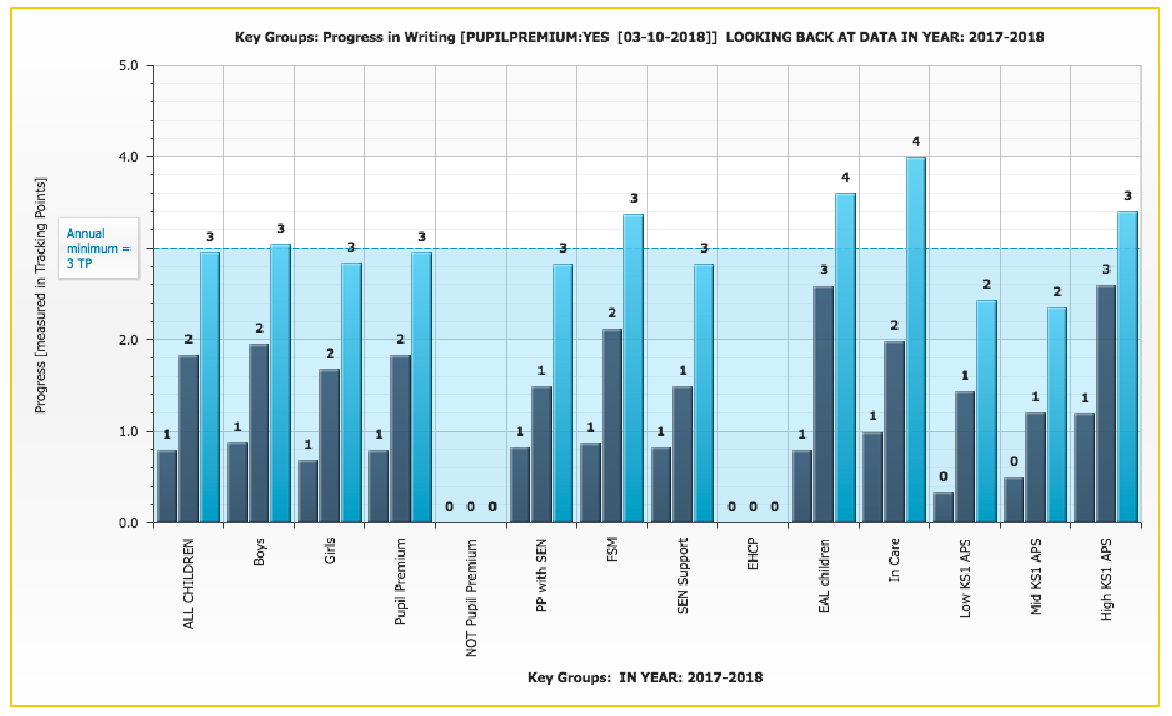 Key Groups: Progress in Writing [PUPILPREMIUM:YES [03-10-2018]] LOOKING BACK AT DATA IN YEAR: 2017-2018
Progress [measured in Tracking Points]
5.0
4.0
2.0
1.0
0.0
Annual
minimum =
3 TP
1 2 3
1 2 3
1 2 3
1 2 3
0 0 0
1 1 3
1 2 3
1 1 3
0 0 0
1 3 4
1 2 4
0 1 2
0 1 2
1 3 3
ALL CHILDREN
Boys
Girls
Pupil Premium
NOT Pupil Premium
PP with SEN
FSM
SEN Support
EHCP
EAL children
In Care
Low KS1 APS
Mid KS1 APS
High KS1 APS
Key Groups: IN YEAR: 2017-2018